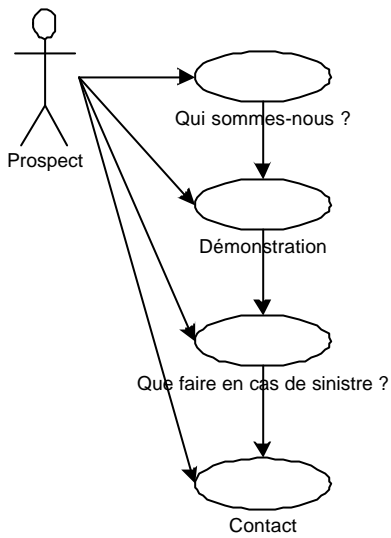 Qui sommes-nous ?
Prospect
Démonstration
Que faire en cas de sinistre ?
Contact